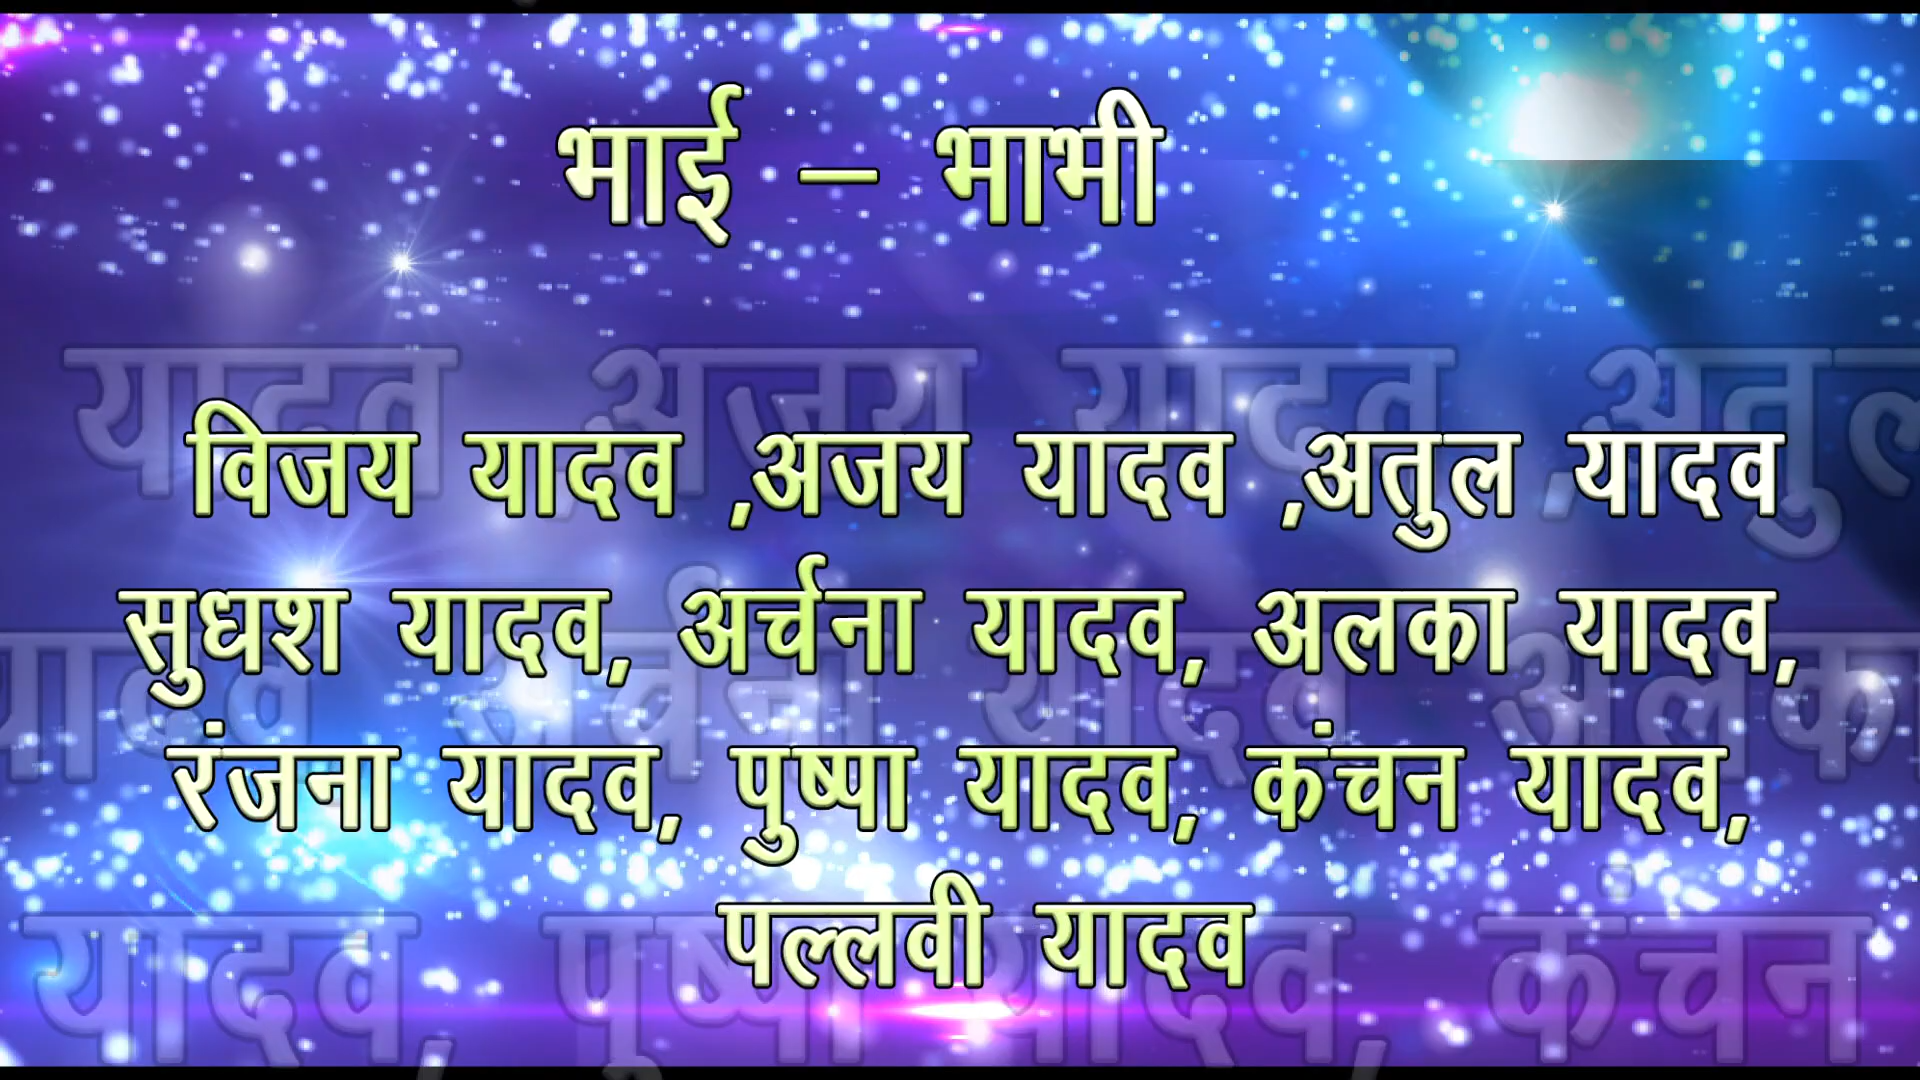 भाई – भाभी
विजय यादव ,अजय यादव ,अतुल यादव
सुधश यादव, अर्चना यादव, अलका यादव,
रंजना यादव, पुष्पा यादव, कंचन यादव,
पल्लवी यादव